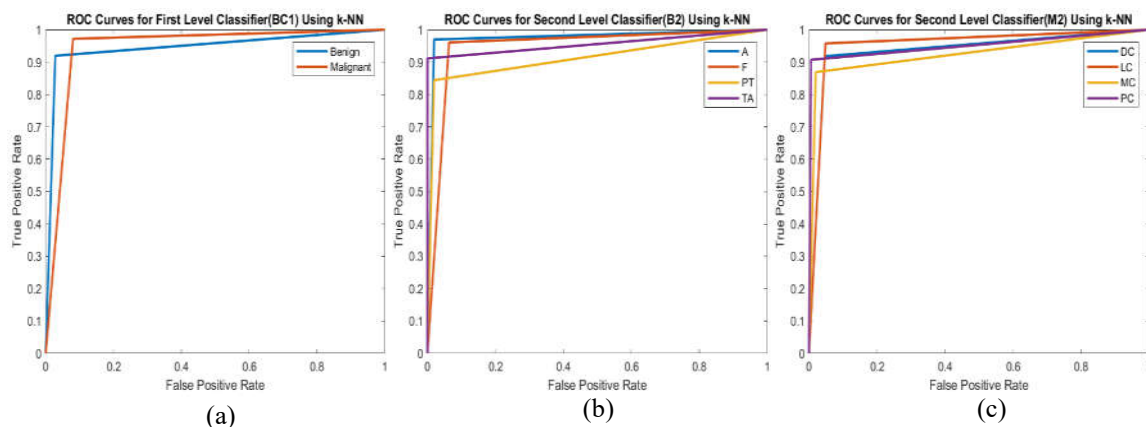 ROC Curves for First Level Classifier(BC1) Using k-NN
1
0.9
0.8
0.7
0.6
0.5
0.4
0.3
0.2
0.1
0
0
0.2
0.4
0.6
0.8
1
True Positive Rate
False Positive Rate
Benign
Malignant
(a)
ROC Curves for Second Level Classifier(B2) Using k-NN
1
0.9
0.8
0.7
0.6
0.5
0.4
0.3
0.2
0.1
0
0
0.2
0.4
0.6
0.8
1
True Positive Rate
False Positive Rate
A
F
PT
TA
(b)
ROC Curves for Second Level Classifier(M2) Using k-NN
1
0.9
0.8
0.7
0.6
0.5
0.4
0.3
0.2
0.1
0
0
0.2
0.4
0.6
0.8
True Positive Rate
False Positive Rate
DC
LC
MC
PC
(c)